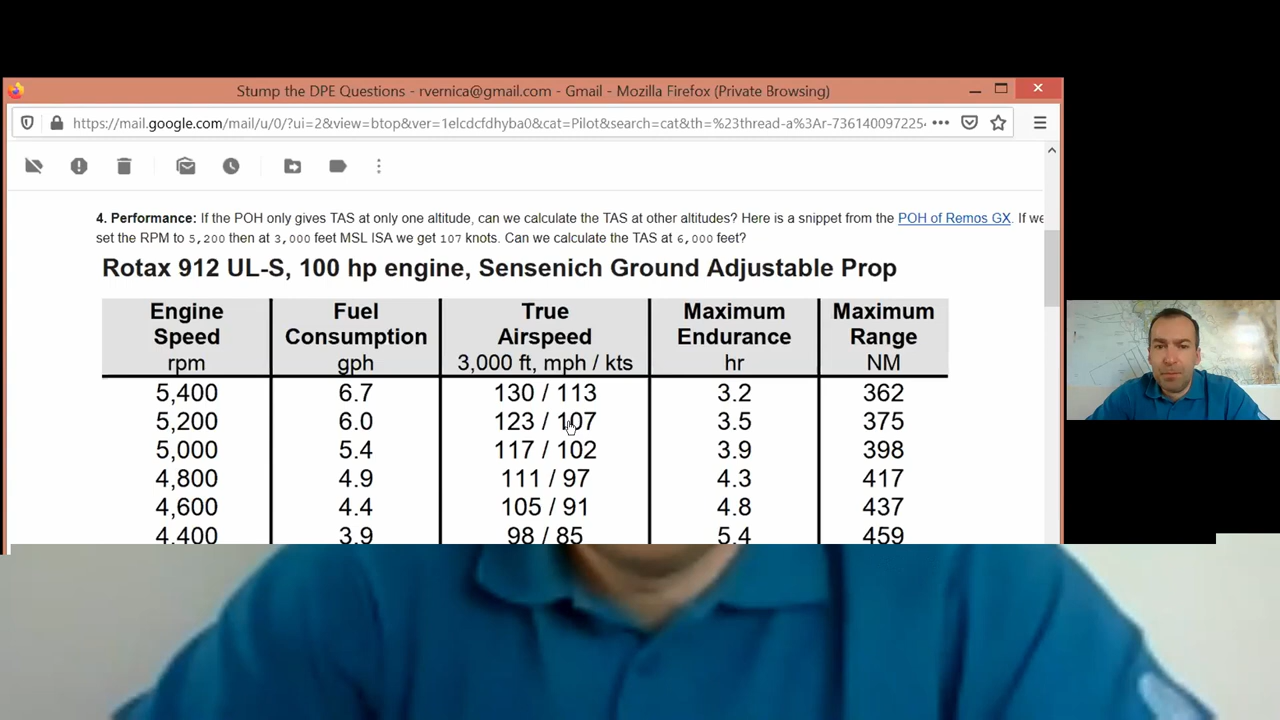 Stump the DPE Questions - rvernica@gmail.com - Gmail - Mozilla Firefox (Private Browsing)
https://mail.google.com/mail/u/0/?ui=2&view=btop&ver=1elcdcfdhyba0&cat=Pilot&search=cat&th=%23thread-a%3Ar-736140097225
4. Performance: If the POH only gives TAS at only one altitude, can we calculate the TAS at other altitudes? Here is a snippet from the POH of Remos GX. If we
set the RPM to 5,200 then at 3,000 feet MSL ISA we get 107 knots. Can we calculate the TAS at 6,000 feet?
Rotax 912 UL-S, 100 hp engine, Sensenich Ground Adjustable Prop
Engine Fuel True Maximum Maximum
Speed Consumption Airspeed Endurance Range
rpm gph 3,000 ft, mph / kts hr NM
5,400 6.7 130 / 113 3.2 362
5,200 6.0 123 / 107 3.5 375
5,000 5.4 117 / 102 3.9 398
4,800 4.9 111 / 97 4.3 417
4,600 4.4 105 / 91 4.8 437
4,400 3.9 98 / 85 5.4 459